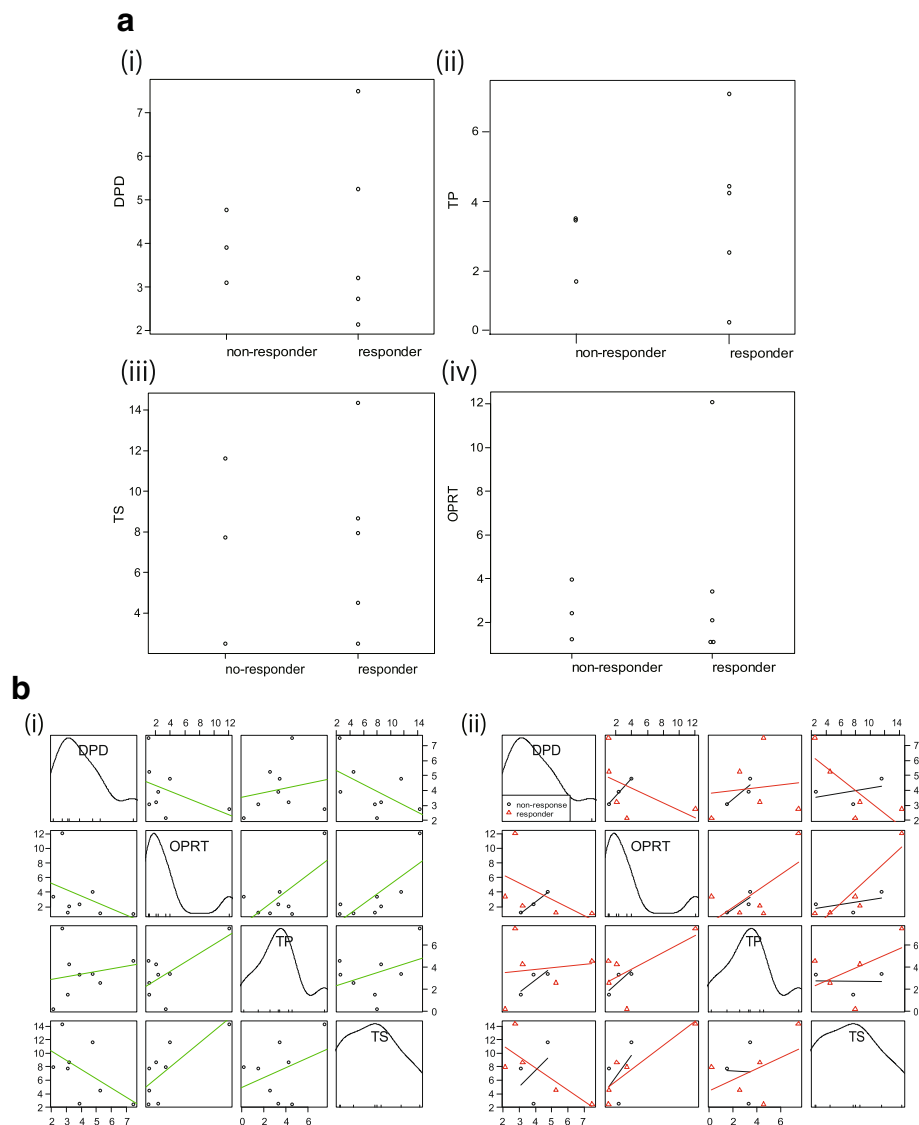 a
(i)
(ii)
7
6
5
4
3
2
DPD
non-responder
responder
6
4
2
0
TP
non-responder
responder
(iii)
(iv)
14
12
10
8
6
4
TS
no-responder
responder
12
10
8
6
4
2
OPRT
non-responder
responder
b
(i)
(ii)
2 4 6 8 10 12
2 4 6 8 10 14
DPD
7
6
5
4
3
2
12
10
8
6
4
2
OPRT
TP
6
4
2
0
14
12
10
8
6
4
2
TS
2 3 4 5 6 7
0 2 4 6
2 4 6 8 10 12
2 4 6 8 10 14
DPD
non-response
responder
7
6
5
4
3
2
12
10
8
6
4
2
OPRT
TP
6
4
2
0
14
12
10
8
6
4
2
TS
2 3 4 5 6 7
0 2 4 6